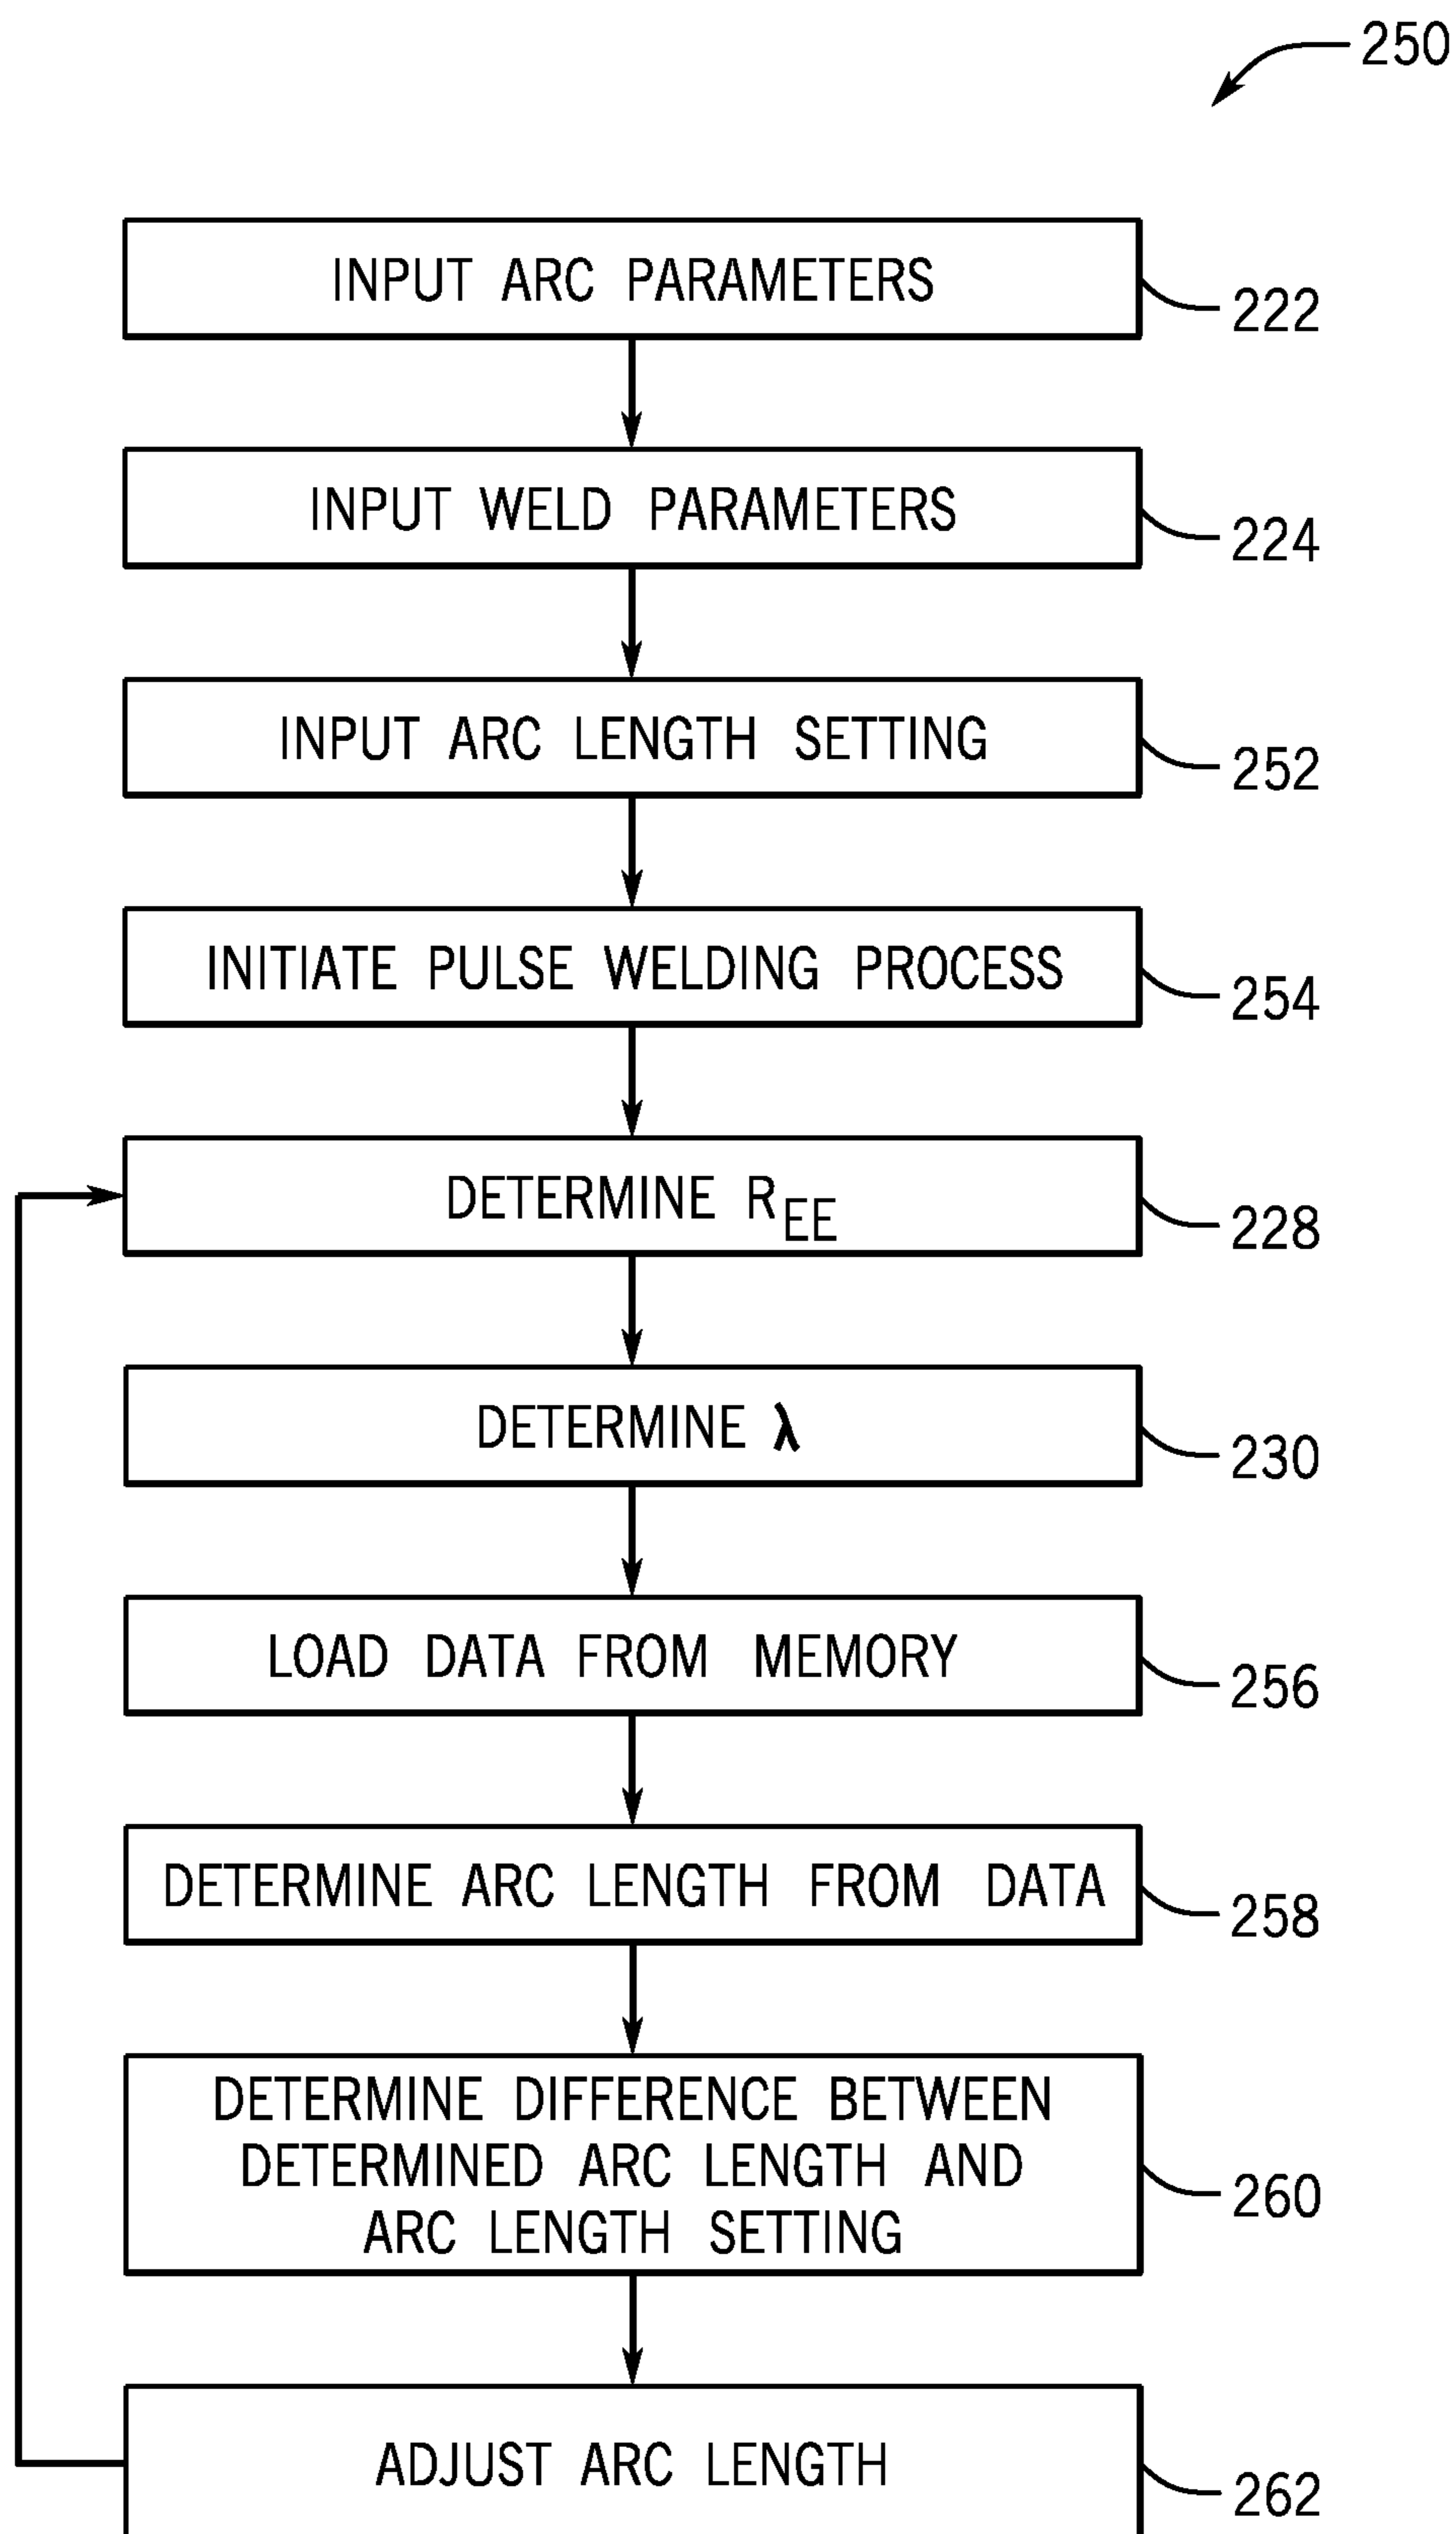 250
INPUT ARC PARAMETERS
222
INPUT WELD PARAMETERS
224
INPUT ARC LENGTH SETTING
252
INITIATE PULSE WELDING PROCESS
254
DETERMINE R_EE
228
DETERMINE λ
230
LOAD DATA FROM MEMORY
256
DETERMINE ARC LENGTH FROM DATA
258
DETERMINE DIFFERENCE BETWEEN
DETERMINED ARC LENGTH AND
ARC LENGTH SETTING
260
ADJUST ARC LENGTH
262